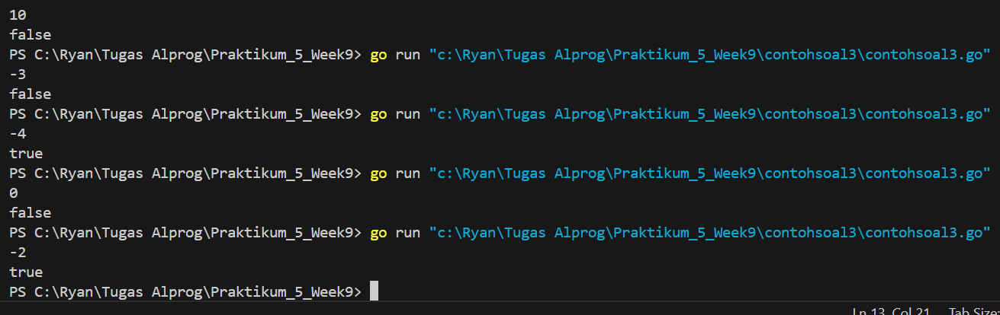 10
false
PS C:\Ryan\Tugas Alprog\Praktikum_5_Week9> go run "c:\Ryan\Tugas Alprog\Praktikum_5_Week9\contohsoal3\contohsoal3.go"
-3
false
PS C:\Ryan\Tugas Alprog\Praktikum_5_Week9> go run "c:\Ryan\Tugas Alprog\Praktikum_5_Week9\contohsoal3\contohsoal3.go"
-4
true
PS C:\Ryan\Tugas Alprog\Praktikum_5_Week9> go run "c:\Ryan\Tugas Alprog\Praktikum_5_Week9\contohsoal3\contohsoal3.go"
0
false
PS C:\Ryan\Tugas Alprog\Praktikum_5_Week9> go run "c:\Ryan\Tugas Alprog\Praktikum_5_Week9\contohsoal3\contohsoal3.go"
-2
true
PS C:\Ryan\Tugas Alprog\Praktikum_5_Week9>
Ln 13, Col 21 Tab Size: